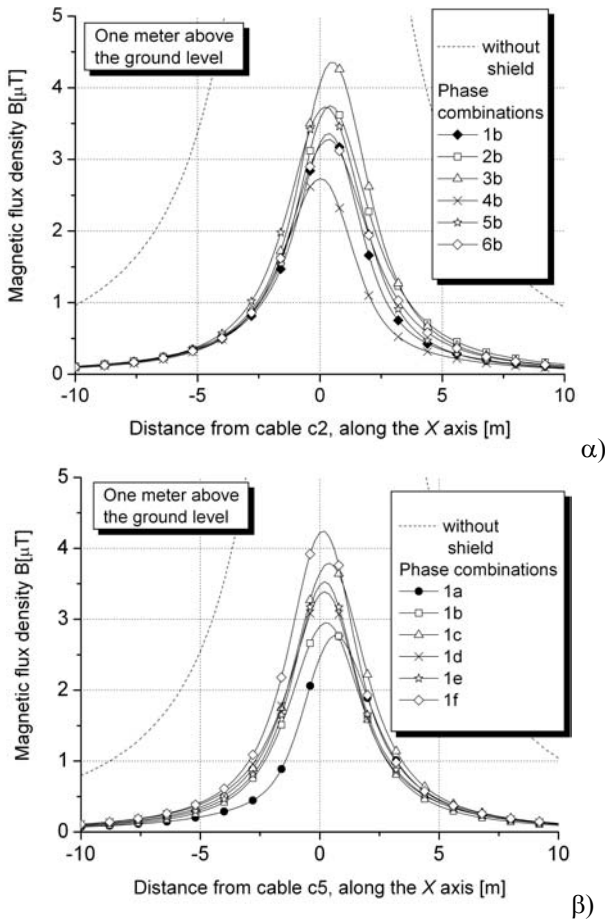 One meter above
the ground level
without
shield
Phase
combinations
1b
2b
3b
4b
5b
6b
Magnetic flux density B[μT]
5
4
3
2
1
0
-10
-5
0
5
10
Distance from cable c2, along the X axis [m]
α)
One meter above
the ground level
without
shield
Phase combinations
1a
1b
1c
1d
1e
1f
Magnetic flux density B[μT]
5
4
3
2
1
0
-10
-5
0
5
10
Distance from cable c5, along the X axis [m]
β)